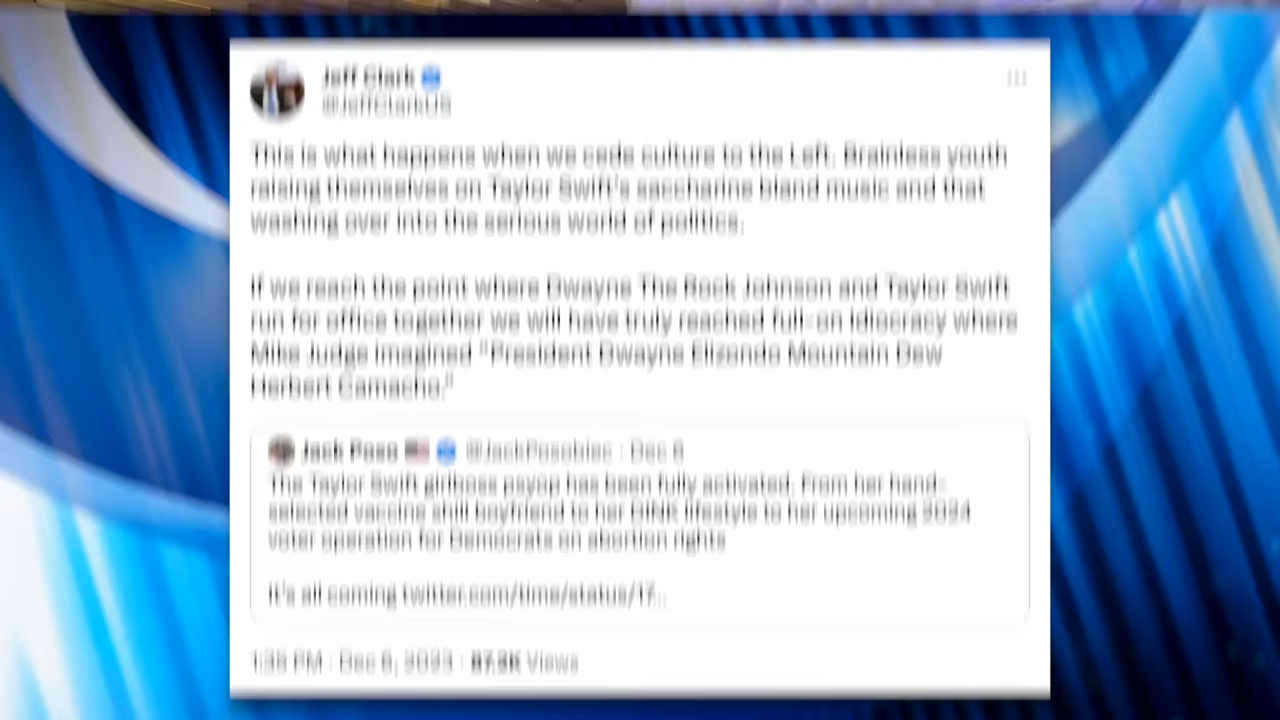 Jeff Clark
@JeffClarkUS
This is what happens when we cede culture to the Left. Brainless youth
raising themselves on Taylor Swift's saccharine bland music and that
washing over into the serious world of politics.
If we reach the point where Dwayne The Rock Johnson and Taylor Swift
run for office together we will have truly reached full-on Idiocracy where
Mike Judge imagined "President Dwayne Elizondo Mountain Dew
Herbert Camacho."
Jack Poso 🇺🇸 @JackPosobiec · Dec 6
The Taylor Swift girlboss psyop has been fully activated. From her hand-
selected vaccine shill boyfriend to her DINK lifestyle to her upcoming 2024
voter operation for Democrats on abortion rights
It's all coming twitter.com/time/status/17...
PM · Dec 6, 2023 · Views